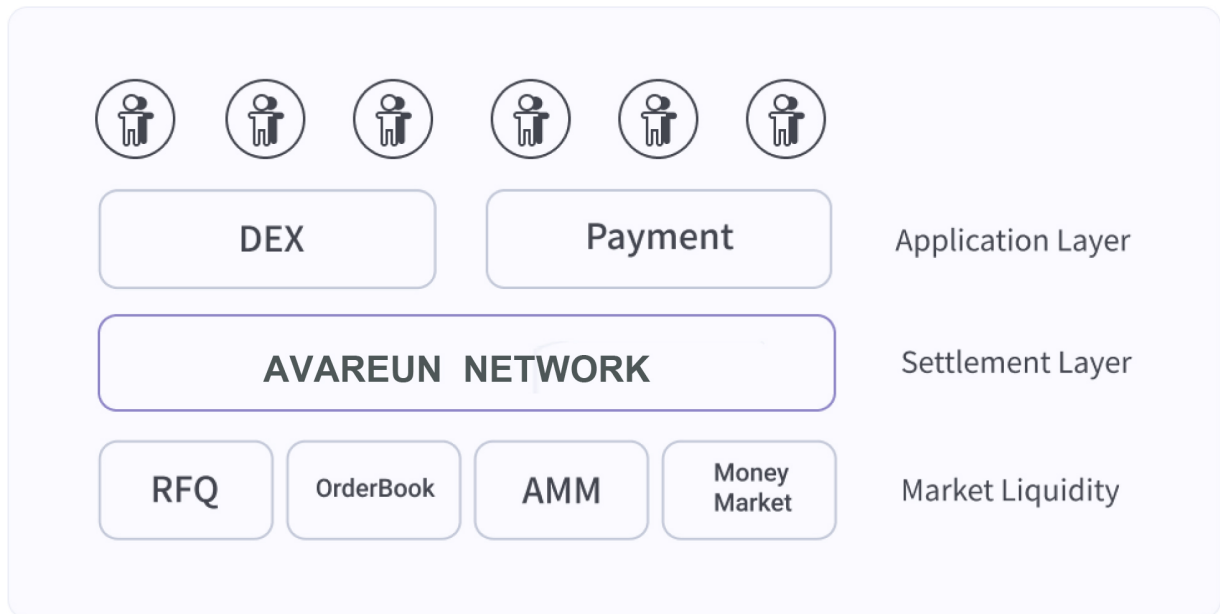 DEX
Payment
Application Layer
AVAREUN NETWORK
Settlement Layer
RFQ
OrderBook
AMM
Money
Market
Market Liquidity